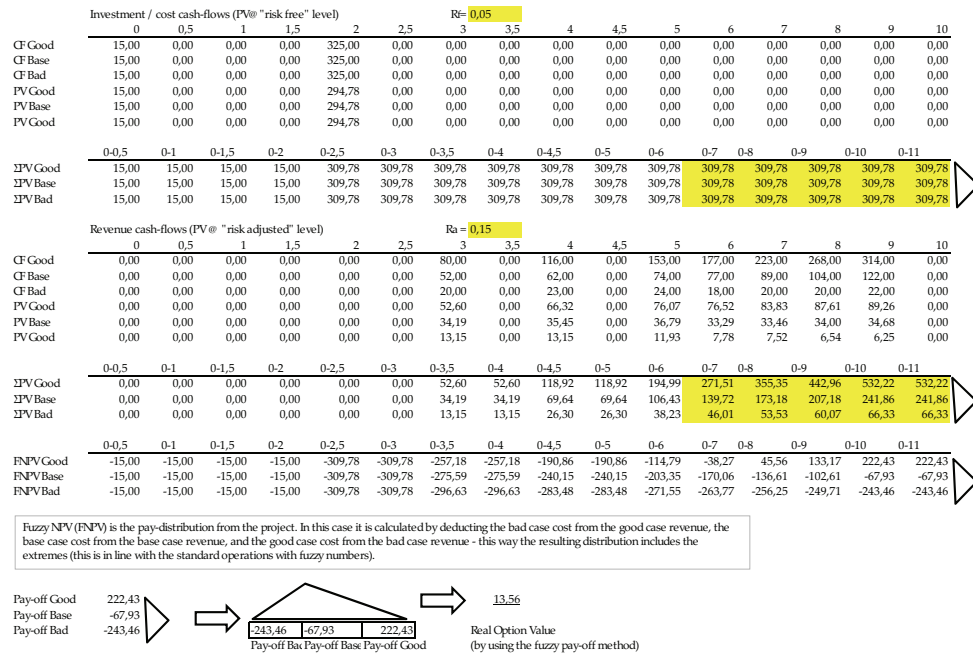 Investment / cost cash-flows (PV@ "risk free" level) Rf= 0,05
0 0,5 1 1,5 2 2,5 3 3,5 4 4,5 5 6 7 8 9 10
CF Good 15,00 0,00 0,00 0,00 325,00 0,00 0,00 0,00 0,00 0,00 0,00 0,00 0,00 0,00 0,00 0,00
CF Base 15,00 0,00 0,00 0,00 325,00 0,00 0,00 0,00 0,00 0,00 0,00 0,00 0,00 0,00 0,00 0,00
CF Bad 15,00 0,00 0,00 0,00 325,00 0,00 0,00 0,00 0,00 0,00 0,00 0,00 0,00 0,00 0,00 0,00
PV Good 15,00 0,00 0,00 0,00 294,78 0,00 0,00 0,00 0,00 0,00 0,00 0,00 0,00 0,00 0,00 0,00
PV Base 15,00 0,00 0,00 0,00 294,78 0,00 0,00 0,00 0,00 0,00 0,00 0,00 0,00 0,00 0,00 0,00
PV Good 15,00 0,00 0,00 0,00 294,78 0,00 0,00 0,00 0,00 0,00 0,00 0,00 0,00 0,00 0,00 0,00
0-0,5 0-1 0-1,5 0-2 0-2,5 0-3 0-3,5 0-4 0-4,5 0-5 0-6 0-7 0-8 0-9 0-10 0-11
ΣPV Good 15,00 15,00 15,00 15,00 309,78 309,78 309,78 309,78 309,78 309,78 309,78 309,78 309,78 309,78 309,78 309,78
ΣPV Base 15,00 15,00 15,00 15,00 309,78 309,78 309,78 309,78 309,78 309,78 309,78 309,78 309,78 309,78 309,78 309,78
ΣPV Bad 15,00 15,00 15,00 15,00 309,78 309,78 309,78 309,78 309,78 309,78 309,78 309,78 309,78 309,78 309,78 309,78
Revenue cash-flows (PV@ "risk adjusted" level) Ra = 0,15
0 0,5 1 1,5 2 2,5 3 3,5 4 4,5 5 6 7 8 9 10
CF Good 0,00 0,00 0,00 0,00 0,00 0,00 80,00 0,00 116,00 0,00 153,00 177,00 223,00 268,00 314,00 0,00
CF Base 0,00 0,00 0,00 0,00 0,00 0,00 52,00 0,00 62,00 0,00 74,00 77,00 89,00 104,00 122,00 0,00
CF Bad 0,00 0,00 0,00 0,00 0,00 0,00 20,00 0,00 23,00 0,00 24,00 18,00 20,00 20,00 22,00 0,00
PV Good 0,00 0,00 0,00 0,00 0,00 0,00 52,60 0,00 66,32 0,00 76,07 76,52 83,83 87,61 89,26 0,00
PV Base 0,00 0,00 0,00 0,00 0,00 0,00 34,19 0,00 35,45 0,00 36,79 33,29 33,46 34,00 34,68 0,00
PV Good 0,00 0,00 0,00 0,00 0,00 0,00 13,15 0,00 13,15 0,00 11,93 7,78 7,52 6,54 6,25 0,00
0-0,5 0-1 0-1,5 0-2 0-2,5 0-3 0-3,5 0-4 0-4,5 0-5 0-6 0-7 0-8 0-9 0-10 0-11
ΣPV Good 0,00 0,00 0,00 0,00 0,00 0,00 52,60 52,60 118,92 118,92 194,99 271,51 355,35 442,96 532,22 532,22
ΣPV Base 0,00 0,00 0,00 0,00 0,00 0,00 34,19 34,19 69,64 69,64 106,43 139,72 173,18 207,18 241,86 241,86
ΣPV Bad 0,00 0,00 0,00 0,00 0,00 0,00 13,15 13,15 26,30 26,30 38,23 46,01 53,53 60,07 66,33 66,33
0-0,5 0-1 0-1,5 0-2 0-2,5 0-3 0-3,5 0-4 0-4,5 0-5 0-6 0-7 0-8 0-9 0-10 0-11
FNPV Good -15,00 -15,00 -15,00 -15,00 -309,78 -309,78 -257,18 -257,18 -190,86 -190,86 -114,79 -38,27 45,56 133,17 222,43 222,43
FNPV Base -15,00 -15,00 -15,00 -15,00 -309,78 -309,78 -275,59 -275,59 -240,15 -240,15 -203,35 -170,06 -136,61 -102,61 -67,93 -67,93
FNPV Bad -15,00 -15,00 -15,00 -15,00 -309,78 -309,78 -296,63 -296,63 -283,48 -283,48 -271,55 -263,77 -256,25 -249,71 -243,46 -243,46
Fuzzy NPV (FNPV) is the pay-distribution from the project. In this case it is calculated by deducting the bad case cost from the good case revenue, the
base case cost from the base case revenue, and the good case cost from the bad case revenue - this way the resulting distribution includes the
extremes (this is in line with the standard operations with fuzzy numbers).
Pay-off Good 222,43 13,56
Pay-off Base -67,93
Pay-off Bad -243,46 -243,46 -67,93 222,43 Real Option Value
Pay-off Bad Pay-off Base Pay-off Good (by using the fuzzy pay-off method)